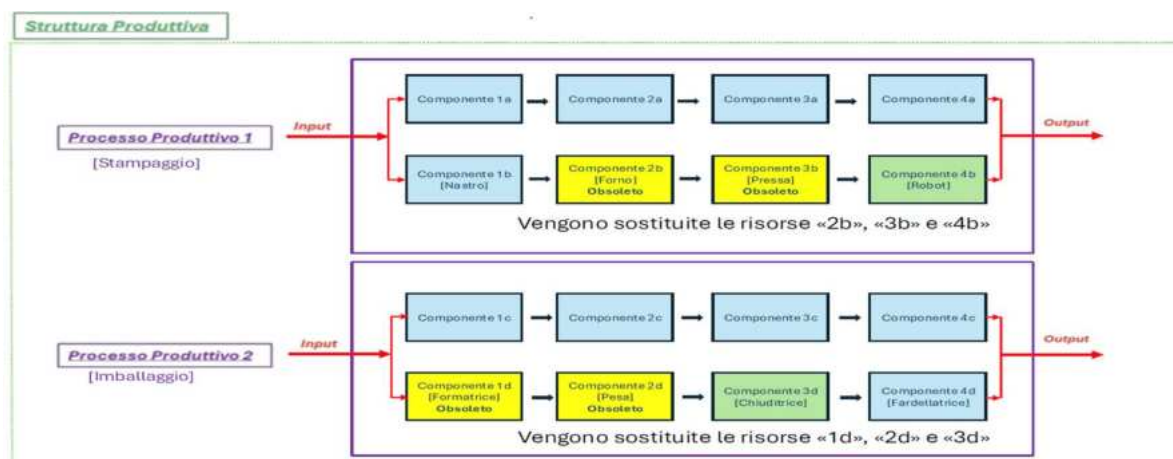 Struttura Produttiva
Componente 1a
Componente 2a
Componente 3a
Componente 4a
Input
Output
Processo Produttivo 1
[Stampaggio]
Componente 1b
[Nastro]
Componente 2b
[Forno]
Obsoleto
Componente 3b
[Pressa]
Obsoleto
Componente 4b
[Robot]
Vengono sostituite le risorse «2b», «3b» e «4b»
Componente 1c
Componente 2c
Componente 3c
Componente 4c
Input
Output
Processo Produttivo 2
[Imballaggio]
Componente 1d
[Formatrice]
Obsoleto
Componente 2d
[Pesa]
Obsoleto
Componente 3d
[Chiuditrice]
Componente 4d
[Fardellatrice]
Vengono sostituite le risorse «1d», «2d» e «3d»